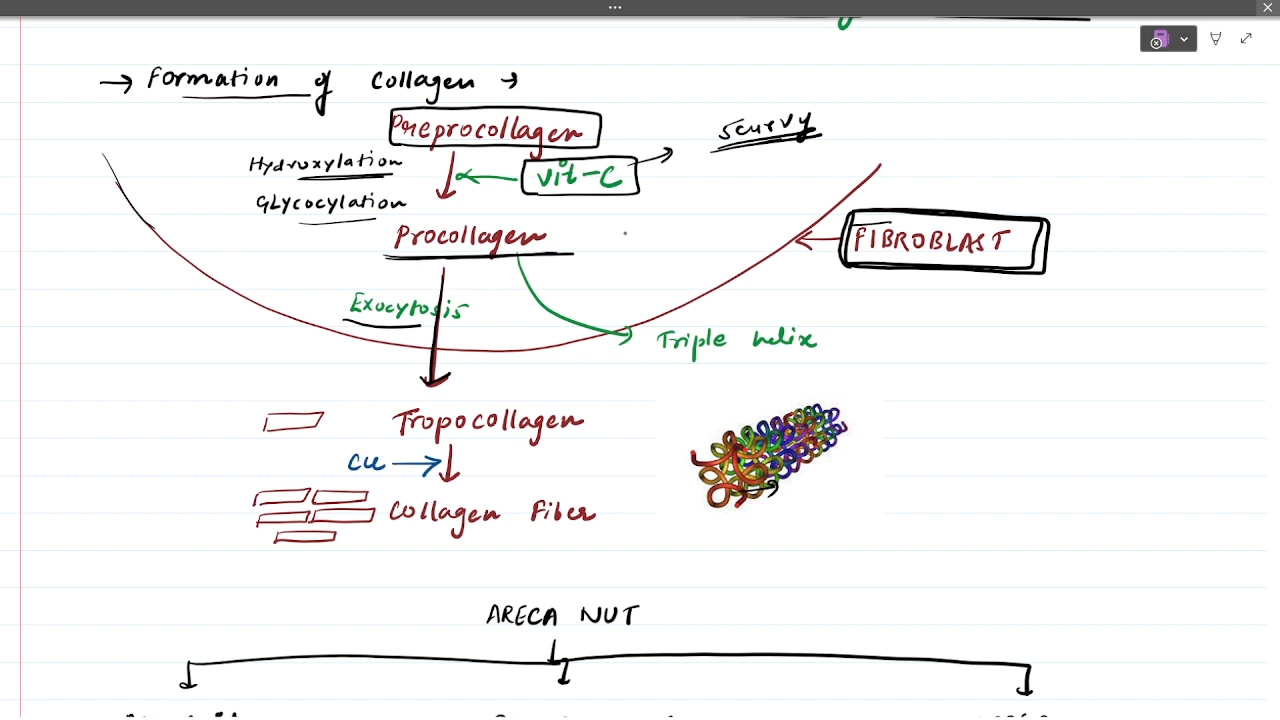 → Formation of Collagen →
Preprocollagen
scurvy
Hydroxylation
vit-C
GLycocylation
Procollagen
FIBROBLAST
Exocytosis
Triple helix
Tropocollagen
cu →
Collagen Fiber
ARECA NUT